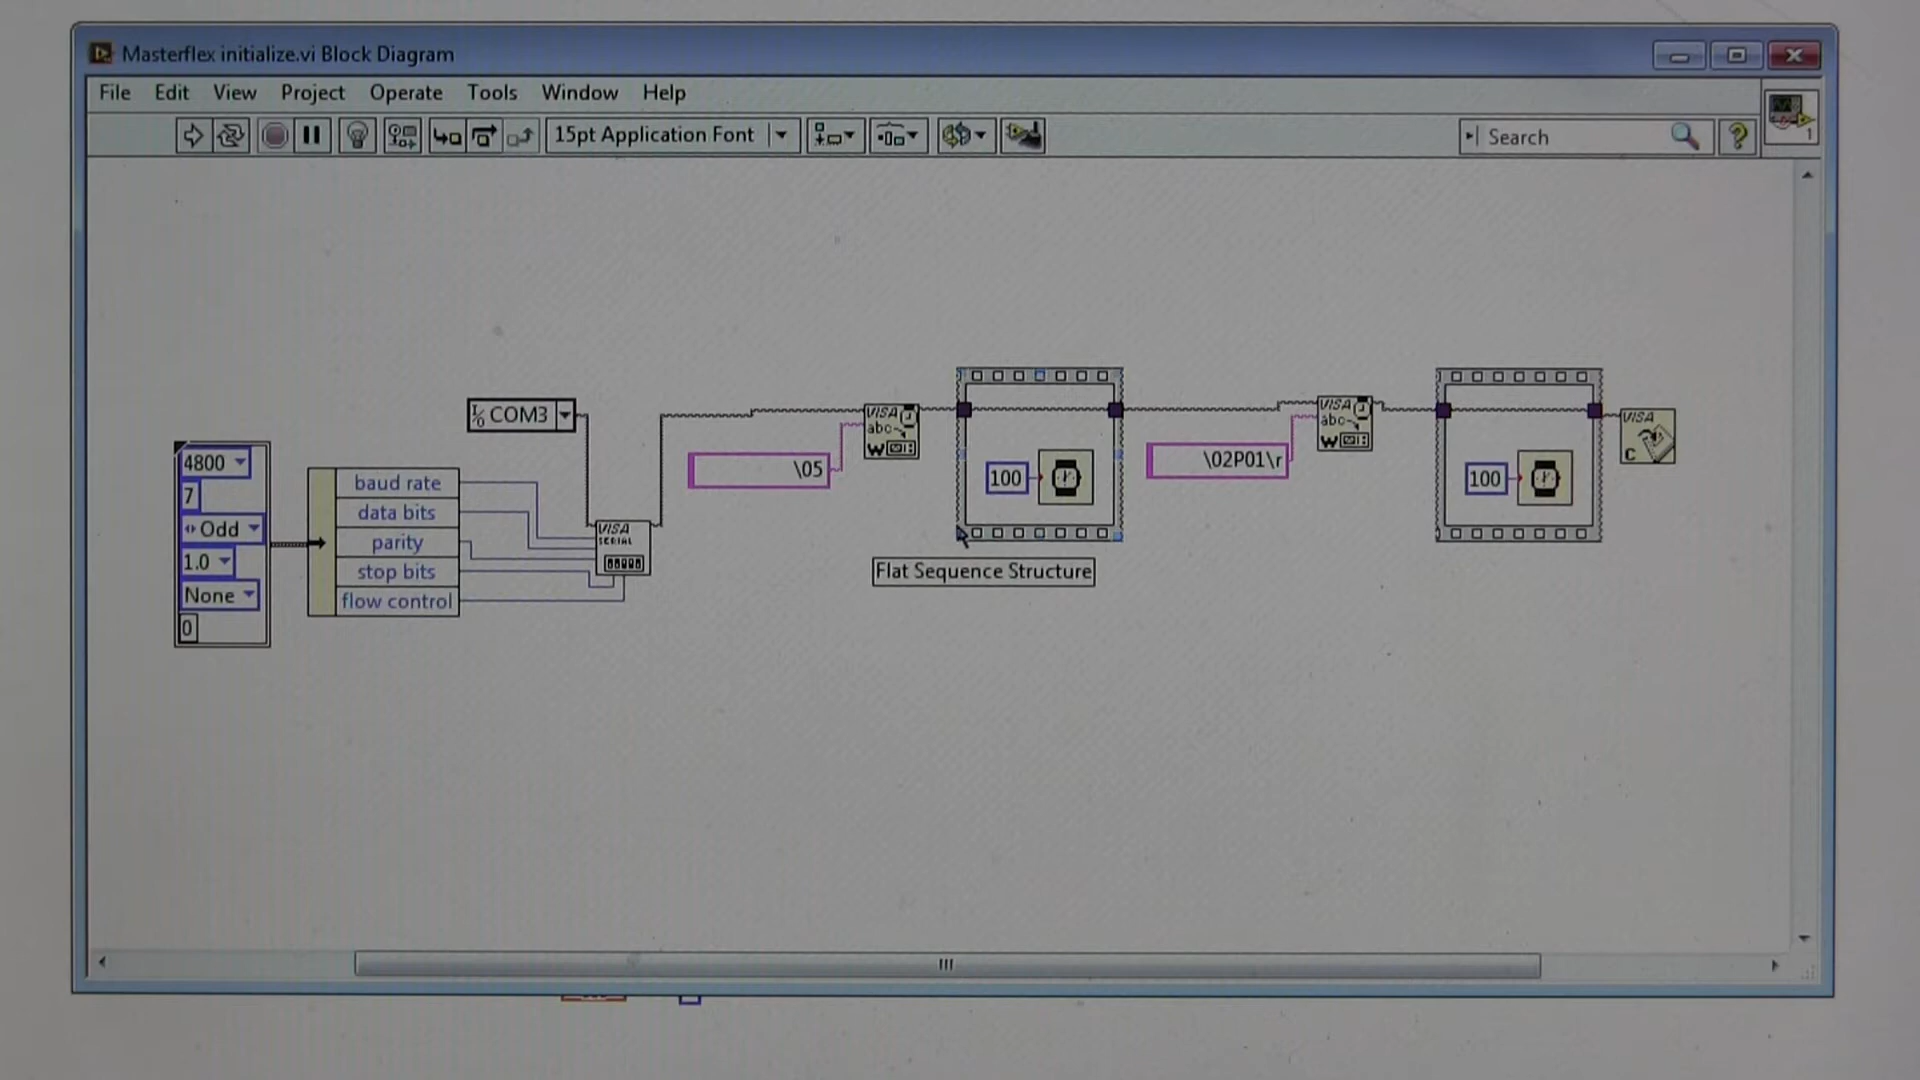 Masterflex initialize.vi Block Diagram
File Edit View Project Operate Tools Window Help
15pt Application Font
Search
1
COM3
4800
7
Odd
1.0
None
0
baud rate
data bits
parity
stop bits
flow control
VISA
SERIAL
\05
VISA
abc
W
100
Flat Sequence Structure
\02P01\r
VISA
abc
W
100
VISA
C